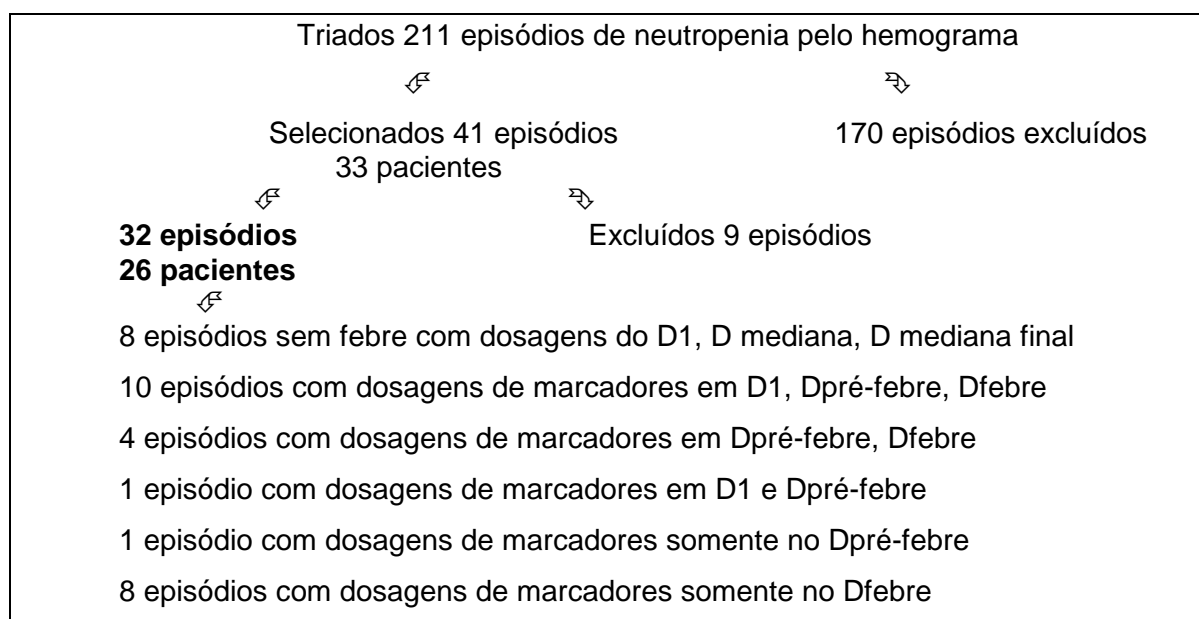 Triados 211 episódios de neutropenia pelo hemograma
Selecionados 41 episódios 170 episódios excluídos
33 pacientes
32 episódios Excluídos 9 episódios
26 pacientes
8 episódios sem febre com dosagens do D1, D mediana, D mediana final
10 episódios com dosagens de marcadores em D1, Dpré-febre, Dfebre
4 episódios com dosagens de marcadores em Dpré-febre, Dfebre
1 episódio com dosagens de marcadores em D1 e Dpré-febre
1 episódio com dosagens de marcadores somente no Dpré-febre
8 episódios com dosagens de marcadores somente no Dfebre